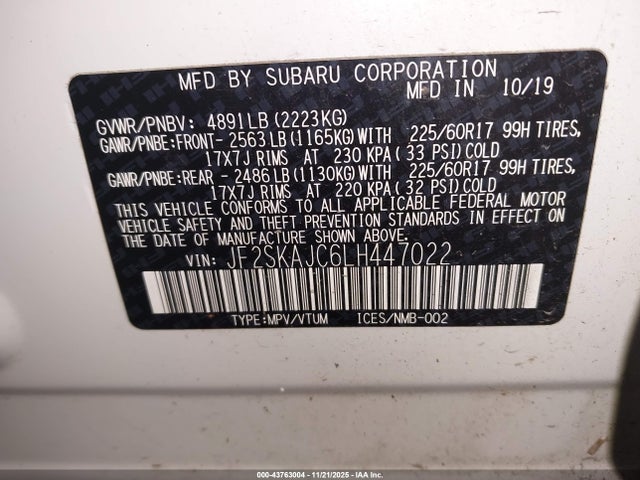 MFD BY SUBARU CORPORATION
MFD IN 10/19
GVWR/PNBV: 4891LB (2223KG)
GAWR/PNBE:FRONT-2563LB(1165KG)WITH 225/60R17 99H TIRES,
17X7J RIMS AT 230 KPA(33 PSI)COLD
GAWR/PNBE:REAR -2486LB(1130KG)WITH 225/60R17 99H TIRES,
17X7J RIMS AT 220 KPA(32 PSI)COLD
THIS VEHICLE CONFORMS TO ALL APPLICABLE FEDERAL MOTOR
VEHICLE SAFETY AND THEFT PREVENTION STANDARDS IN EFFECT
ON THE DATE OF MANUFACTURE SHOWN ABOVE.
VIN: JF2SKAJC6LH447022
TYPE:MPV/VTUM ICES/NMB-002
000-43763004 - 11/21/2025 - IAA Inc.